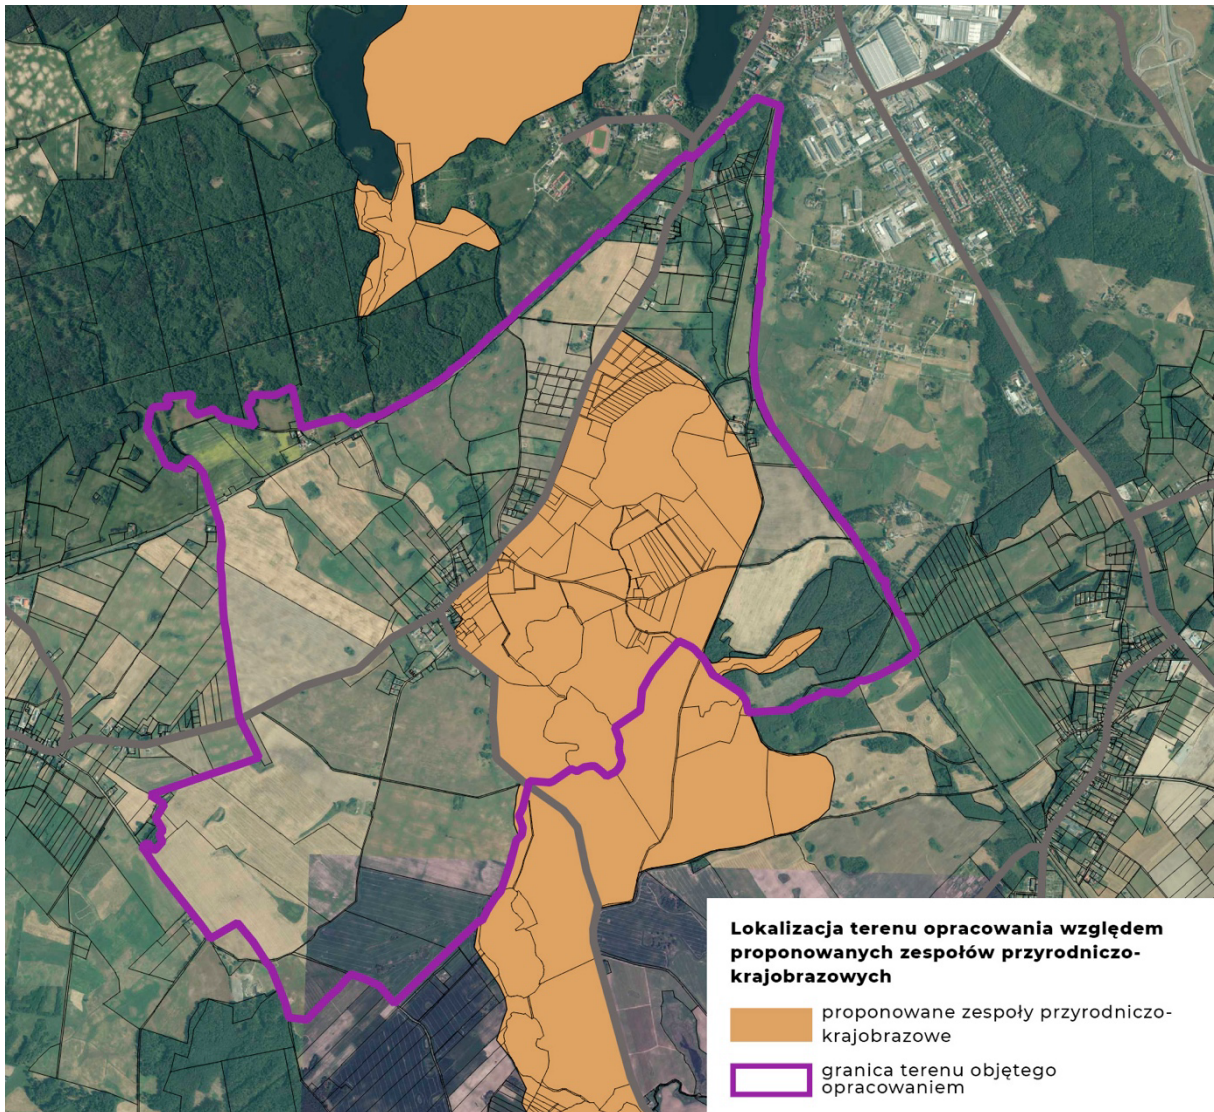 Lokalizacja terenu opracowania względem
proponowanych zespołów przyrodniczo-
krajobrazowych
proponowane zespoły przyrodniczo-
krajobrazowe
granica terenu objętego
opracowaniem